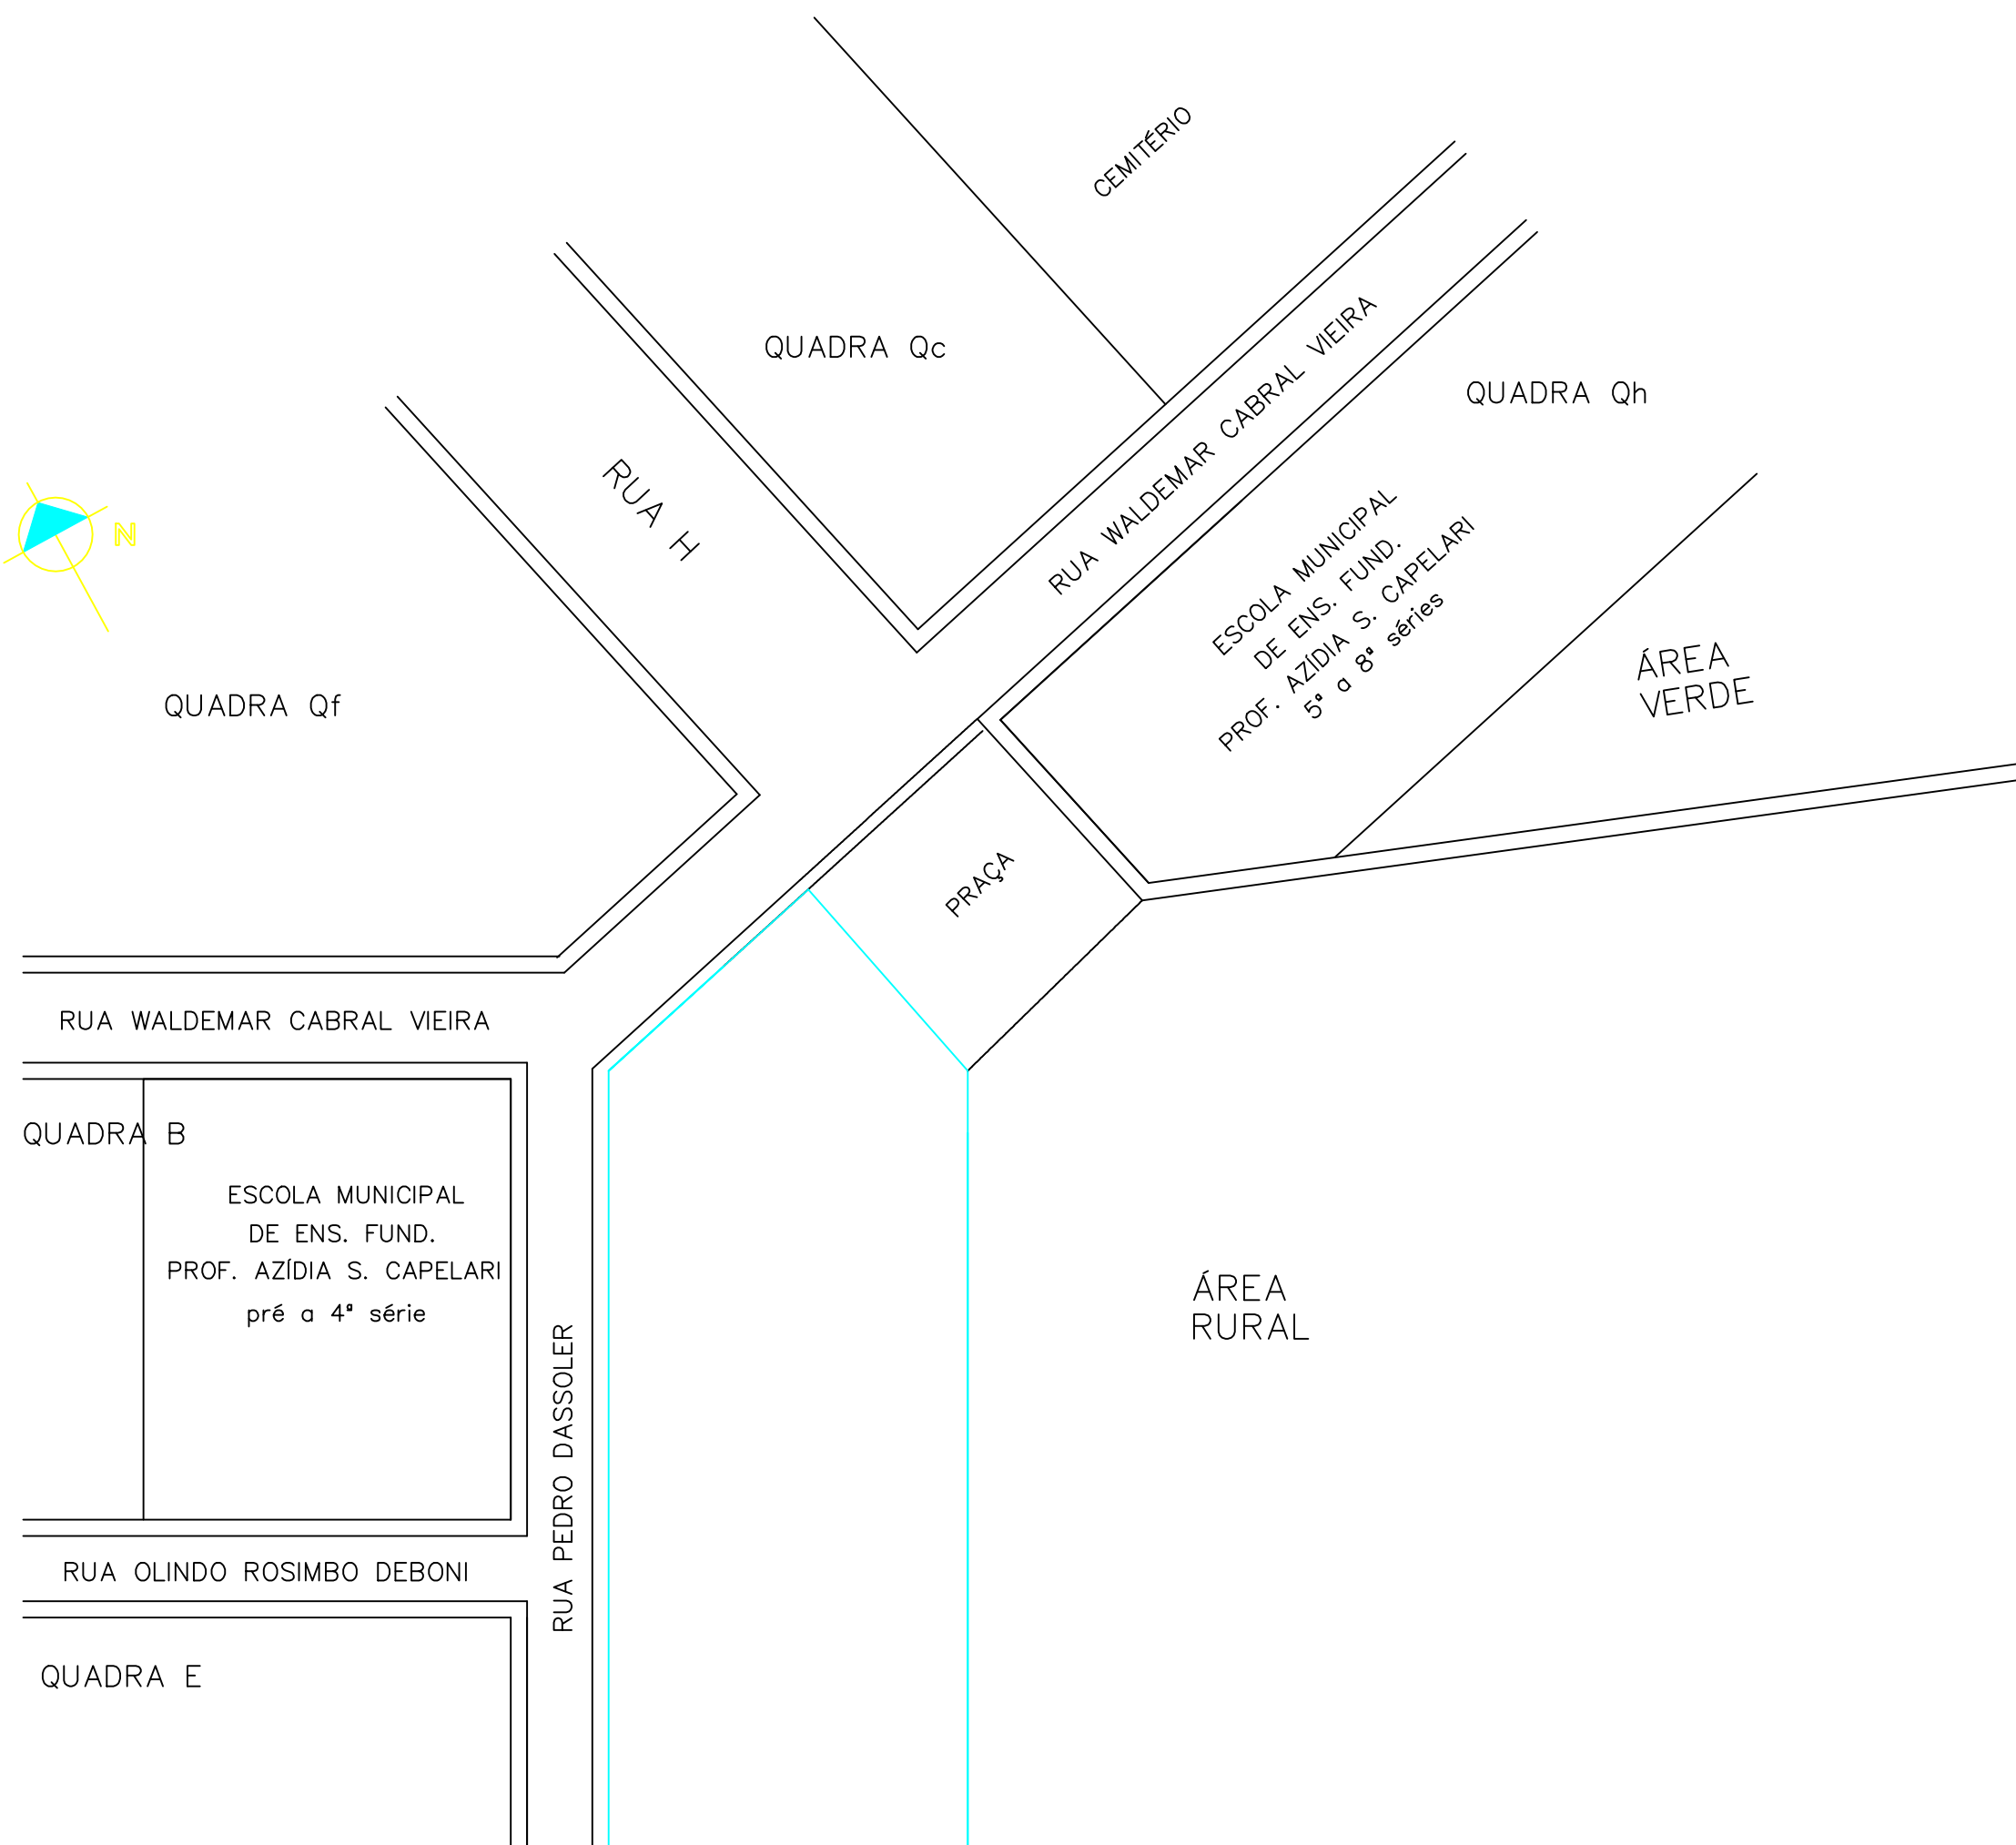 CEMITÉRIO
QUADRA Qc
RUA WALDEMAR CABRAL VIEIRA
QUADRA Qh
RUA H
N
ESCOLA MUNICIPAL
DE ENS. FUND.
PROF. AZÍDIA S. CAPELARI
5ª a 8ª séries
ÁREA
VERDE
QUADRA Qf
PRAÇA
RUA WALDEMAR CABRAL VIEIRA
QUADRA B
ESCOLA MUNICIPAL
DE ENS. FUND.
PROF. AZÍDIA S. CAPELARI
pré a 4ª série
ÁREA
RURAL
RUA PEDRO DASSOLER
RUA OLINDO ROSIMBO DEBONI
QUADRA E